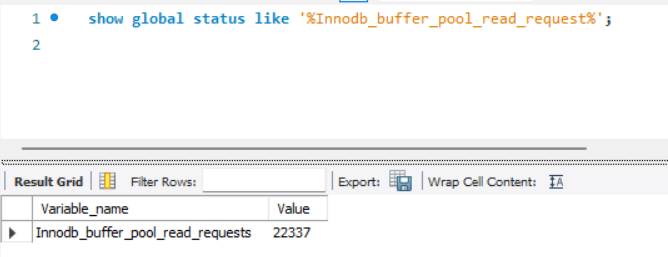 1 show global status like '%Innodb_buffer_pool_read_request%';
2
Result Grid Filter Rows: Export: Wrap Cell Content: IA
Variable_name Value
Innodb_buffer_pool_read_requests 22337